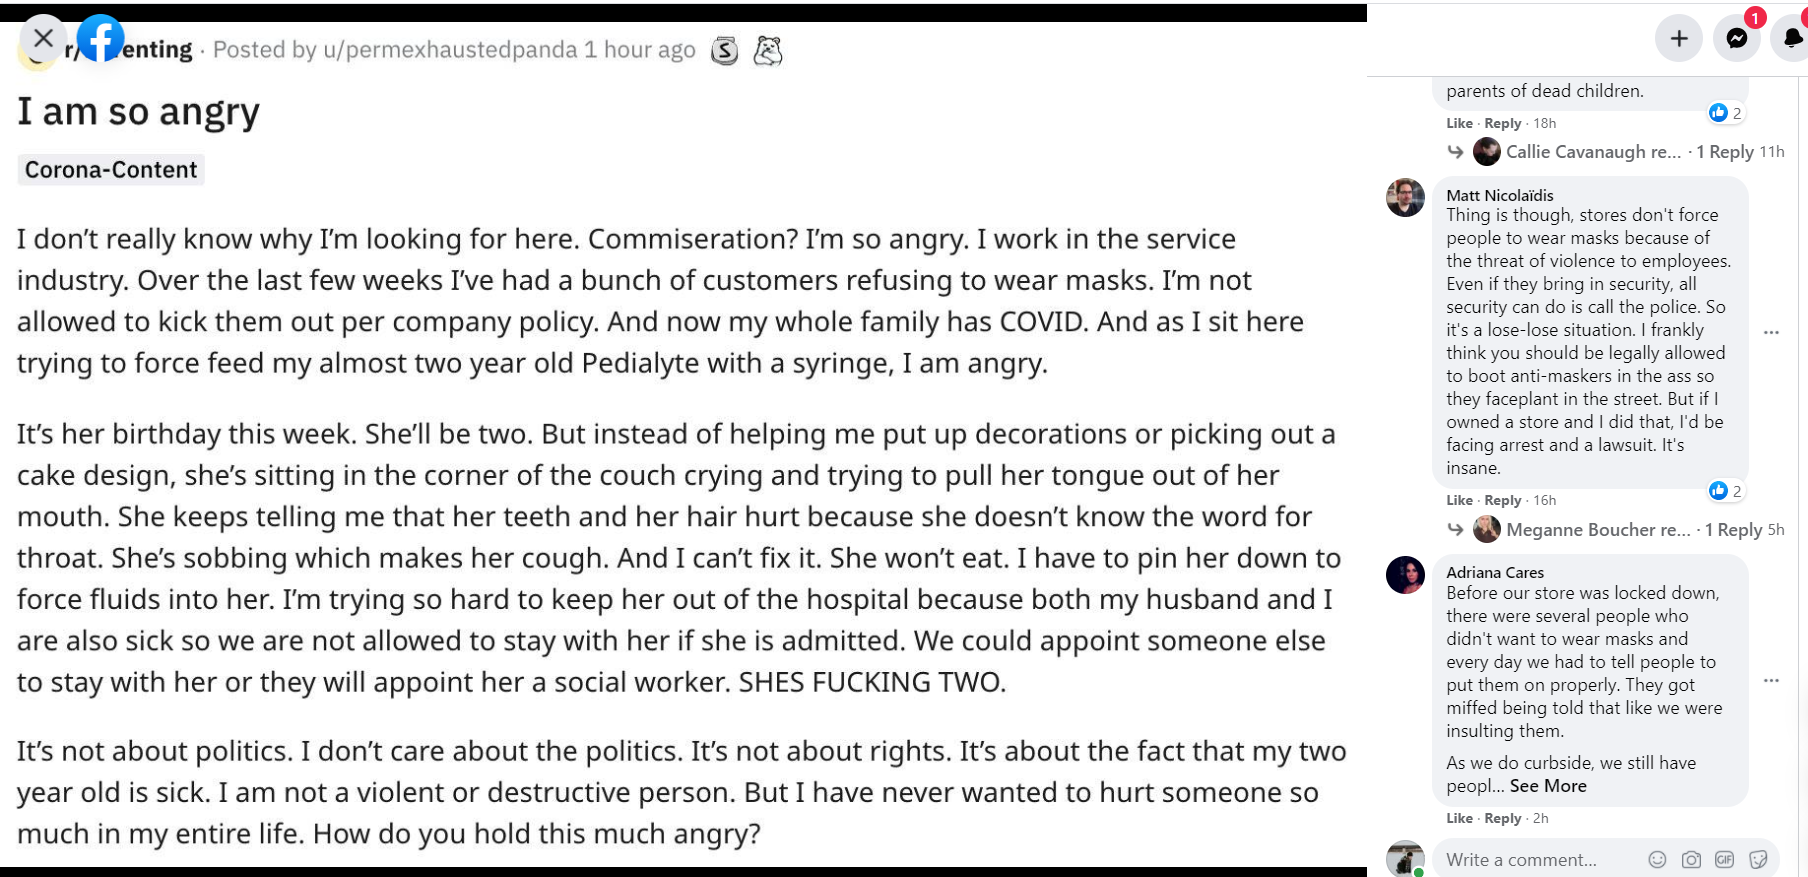 r/ enting · Posted by u/permexhaustedpanda 1 hour ago
I am so angry
Corona-Content
I don’t really know why I’m looking for here. Commiseration? I’m so angry. I work in the service
industry. Over the last few weeks I’ve had a bunch of customers refusing to wear masks. I’m not
allowed to kick them out per company policy. And now my whole family has COVID. And as I sit here
trying to force feed my almost two year old Pedialyte with a syringe, I am angry.
It’s her birthday this week. She’ll be two. But instead of helping me put up decorations or picking out a
cake design, she’s sitting in the corner of the couch crying and trying to pull her tongue out of her
mouth. She keeps telling me that her teeth and her hair hurt because she doesn’t know the word for
throat. She’s sobbing which makes her cough. And I can’t fix it. She won’t eat. I have to pin her down to
force fluids into her. I’m trying so hard to keep her out of the hospital because both my husband and I
are also sick so we are not allowed to stay with her if she is admitted. We could appoint someone else
to stay with her or they will appoint her a social worker. SHES FUCKING TWO.
It’s not about politics. I don’t care about the politics. It’s not about rights. It’s about the fact that my two
year old is sick. I am not a violent or destructive person. But I have never wanted to hurt someone so
much in my entire life. How do you hold this much angry?
1
parents of dead children.
2
Like · Reply · 18h
Callie Cavanaugh re... · 1 Reply 11h
Matt Nicolaïdis
Thing is though, stores don't force
people to wear masks because of
the threat of violence to employees.
Even if they bring in security, all
security can do is call the police. So
it's a lose-lose situation. I frankly
think you should be legally allowed
to boot anti-maskers in the ass so
they faceplant in the street. But if I
owned a store and I did that, I'd be
facing arrest and a lawsuit. It's
insane.
2
Like · Reply · 16h
Meganne Boucher re... · 1 Reply 5h
Adriana Cares
Before our store was locked down,
there were several people who
didn't want to wear masks and
every day we had to tell people to
put them on properly. They got
miffed being told that like we were
insulting them.
As we do curbside, we still have
peopl... See More
Like · Reply · 2h
Write a comment...
GIF